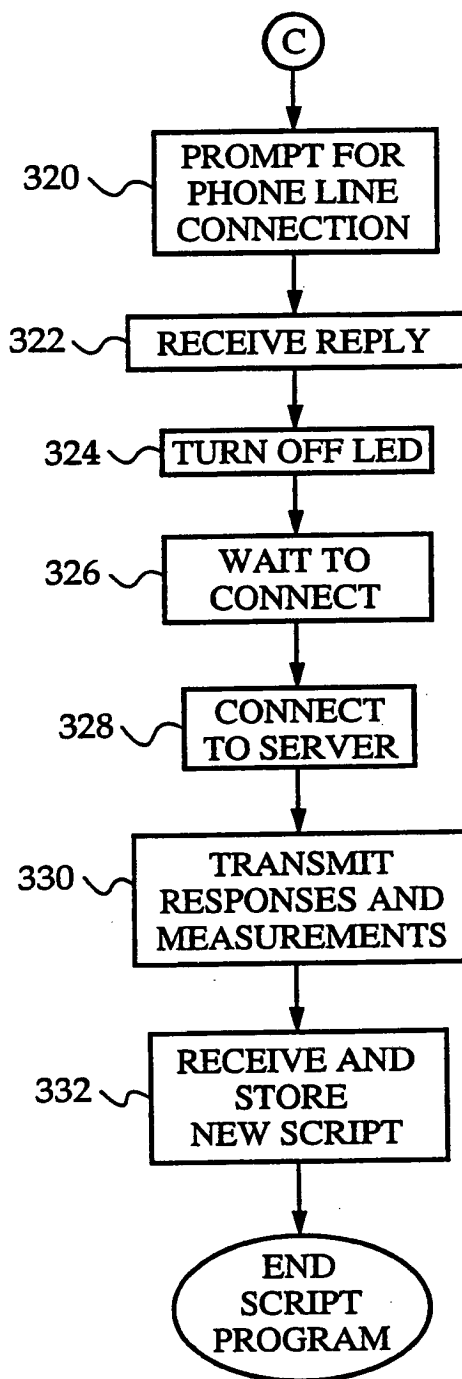 C
320
PROMPT FOR
PHONE LINE
CONNECTION
322
RECEIVE REPLY
324
TURN OFF LED
326
WAIT TO
CONNECT
328
CONNECT
TO SERVER
330
TRANSMIT
RESPONSES AND
MEASUREMENTS
332
RECEIVE AND
STORE
NEW SCRIPT
END
SCRIPT
PROGRAM